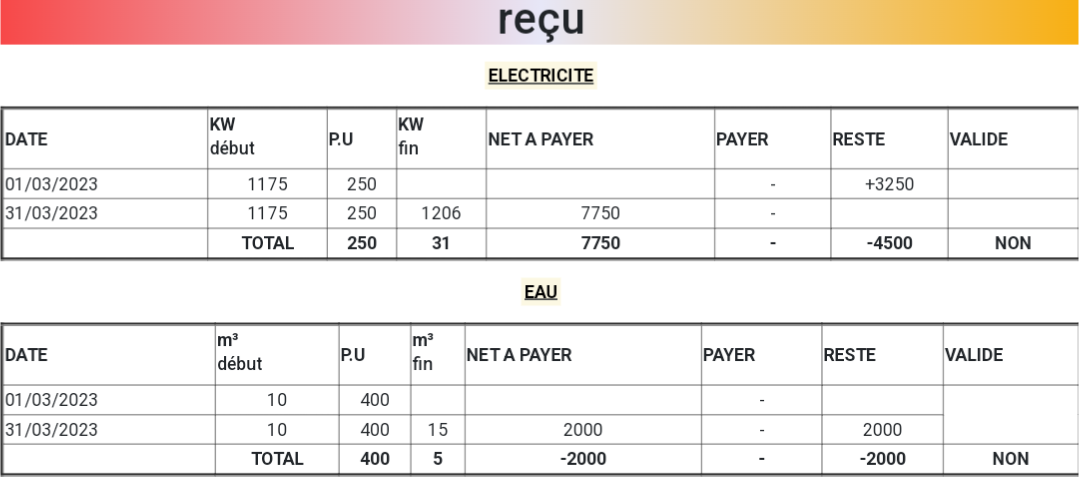 reçu
ELECTRICITE
DATE KW début P.U KW fin NET A PAYER PAYER RESTE VALIDE
01/03/2023 1175 250 - +3250
31/03/2023 1175 250 1206 7750 -
TOTAL 250 31 7750 - -4500 NON
EAU
DATE m³ début P.U m³ fin NET A PAYER PAYER RESTE VALIDE
01/03/2023 10 400 -
31/03/2023 10 400 15 2000 - 2000
TOTAL 400 5 -2000 - -2000 NON